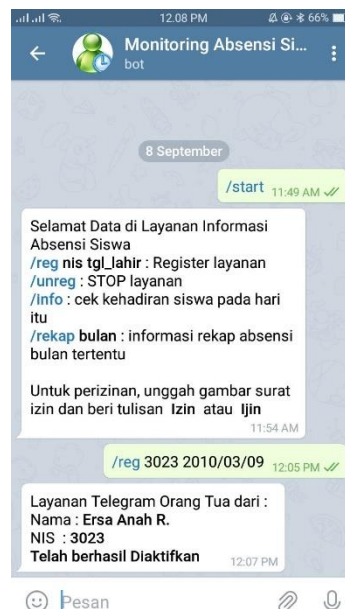 12.08 PM
66%
Monitoring Absensi Si...
bot
8 September
/start 11:49 AM
Selamat Data di Layanan Informasi
Absensi Siswa
/reg nis tgl_lahir : Register layanan
/unreg : STOP layanan
/info : cek kehadiran siswa pada hari
itu
/rekap bulan : informasi rekap absensi
bulan tertentu
Untuk perizinan, unggah gambar surat
izin dan beri tulisan Izin atau Ijin
11:54 AM
/reg 3023 2010/03/09 12:05 PM
Layanan Telegram Orang Tua dari :
Nama : Ersa Anah R.
NIS : 3023
Telah berhasil Diaktifkan 12:07 PM
Pesan